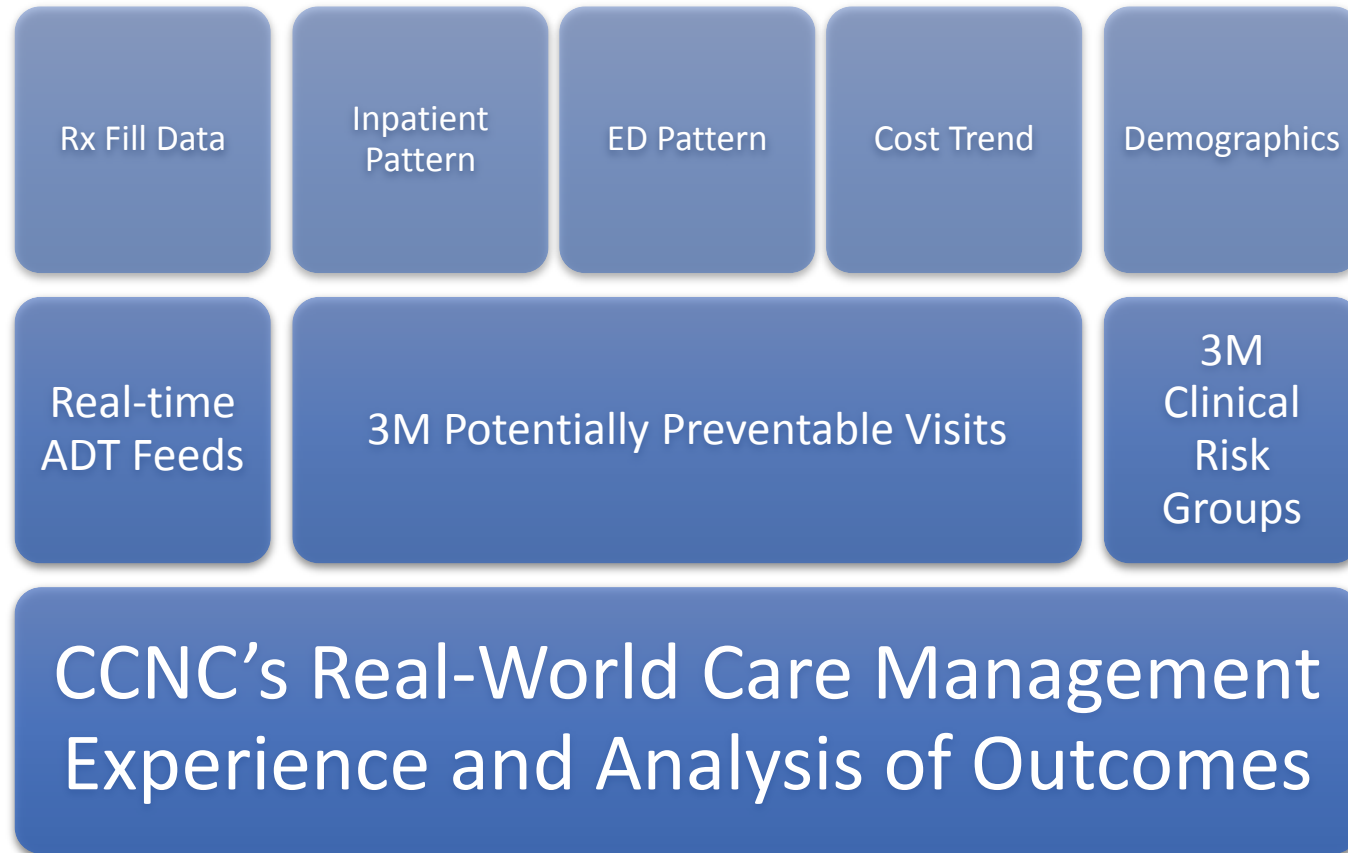 Rx Fill Data
Inpatient
Pattern
ED Pattern
Cost Trend
Demographics
Real-time
ADT Feeds
3M Potentially Preventable Visits
3M
Clinical
Risk
Groups
CCNC’s Real-World Care Management
Experience and Analysis of Outcomes